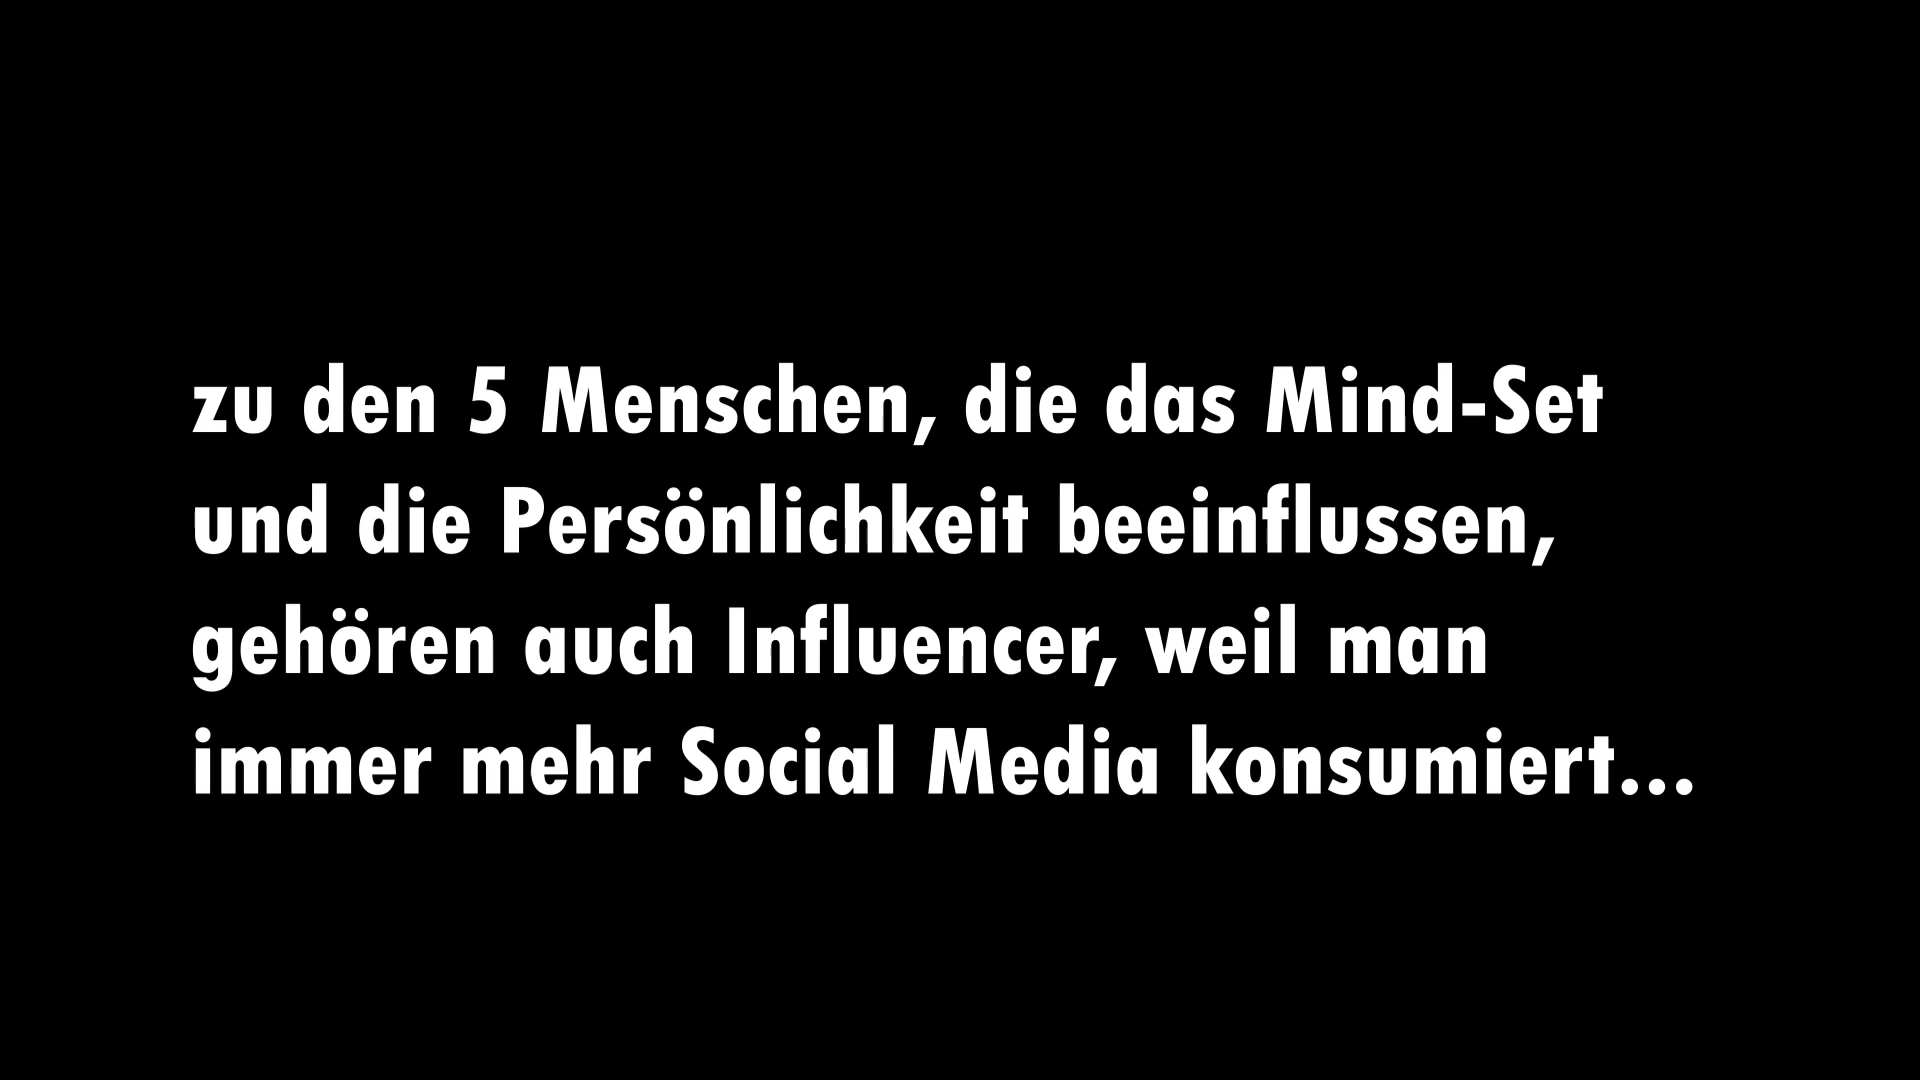 zu den 5 Menschen, die das Mind-Set
und die Persönlichkeit beeinflussen,
gehören auch Influencer, weil man
immer mehr Social Media konsumiert...